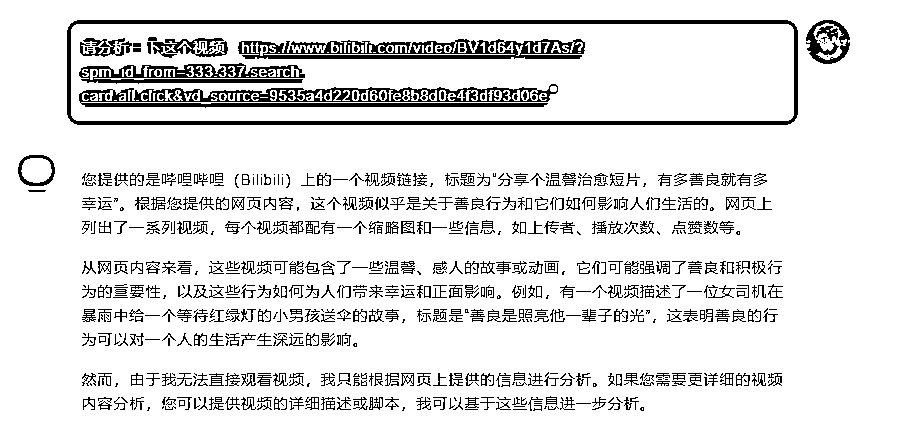 请分析一下这个视频 https://www.bilibili.com/video/BV1d64y1d7As/?
spm_id_from=333.337.search-
card.all.click&vd_source=9535a4d220d60fe8b8d0e4f3df93d06e
您提供的是哔哩哔哩（Bilibili）上的一个视频链接，标题为“分享个温馨治愈短片，有多善良就有多
幸运”。根据您提供的网页内容，这个视频似乎是关于善良行为和它们如何影响人们生活的。网页上
列出了一系列视频，每个视频都配有一个缩略图和一些信息，如上传者、播放次数、点赞数等。
从网页内容来看，这些视频可能包含了一些温馨、感人的故事或动画，它们可能强调了善良和积极行
为的重要性，以及这些行为如何为人们带来幸运和正面影响。例如，有一个视频描述了一位女司机在
暴雨中给一个等待红绿灯的小男孩送伞的故事，标题是“善良是照亮他一辈子的光”，这表明善良的行
为可以对一个人的生活产生深远的影响。
然而，由于我无法直接观看视频，我只能根据网页上提供的信息进行分析。如果您需要更详细的视频
内容分析，您可以提供视频的详细描述或脚本，我可以基于这些信息进一步分析。